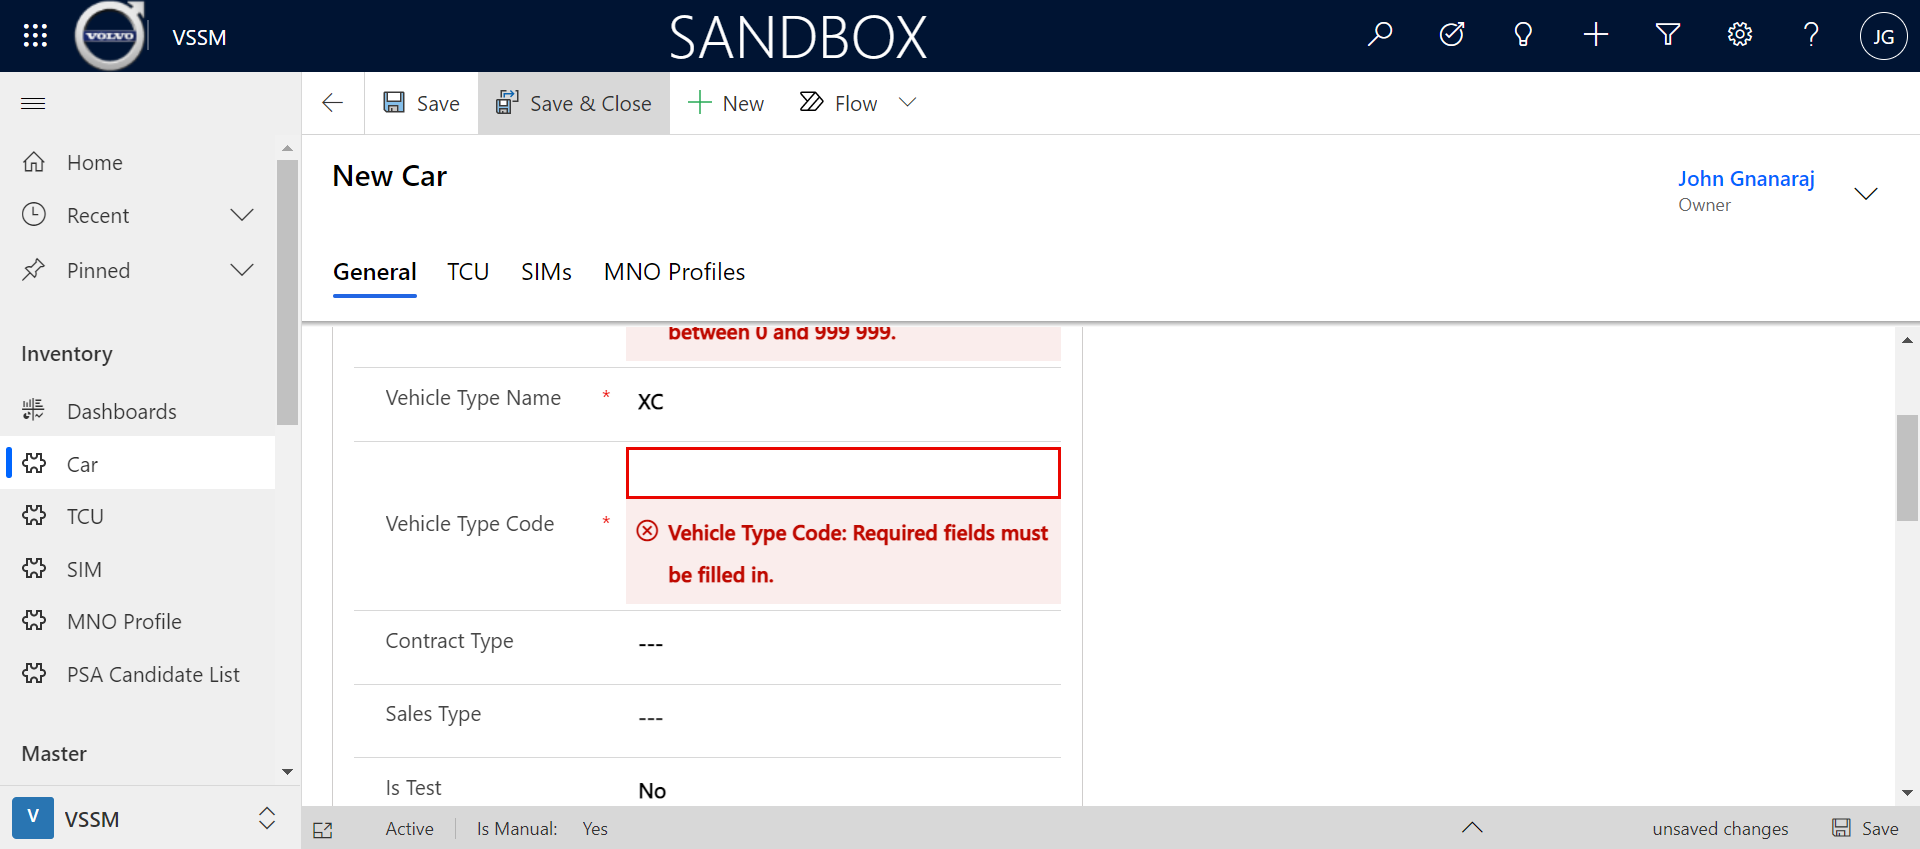 VOLVO
VSSM
SANDBOX
JG
Save
Save & Close
New
Flow
Home
Recent
Pinned
Inventory
Dashboards
Car
TCU
SIM
MNO Profile
PSA Candidate List
Master
V
VSSM
New Car
John Gnanaraj
Owner
General
TCU
SIMs
MNO Profiles
between 0 and 999 999.
Vehicle Type Name
*
XC
Vehicle Type Code
*
Vehicle Type Code: Required fields must
be filled in.
Contract Type
---
Sales Type
---
Is Test
No
Active
Is Manual:
Yes
unsaved changes
Save